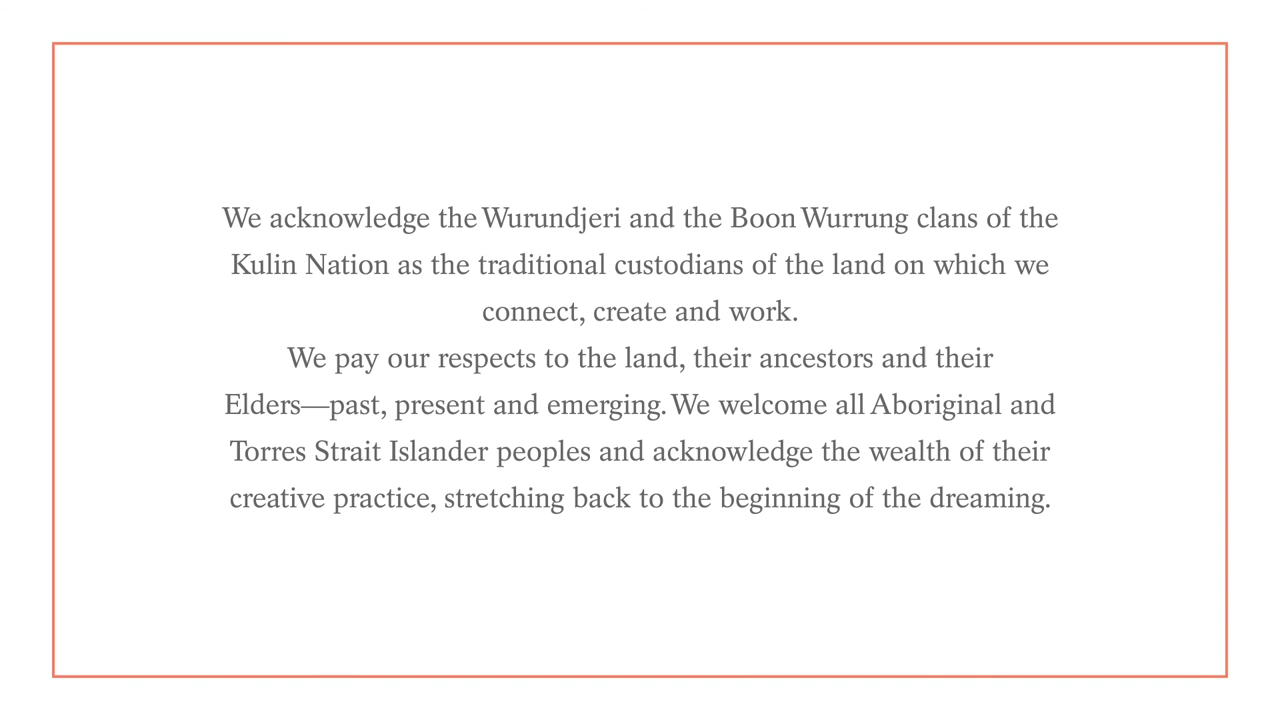 We acknowledge the Wurundjeri and the Boon Wurrung clans of the
Kulin Nation as the traditional custodians of the land on which we
connect, create and work.
We pay our respects to the land, their ancestors and their
Elders—past, present and emerging. We welcome all Aboriginal and
Torres Strait Islander peoples and acknowledge the wealth of their
creative practice, stretching back to the beginning of the dreaming.